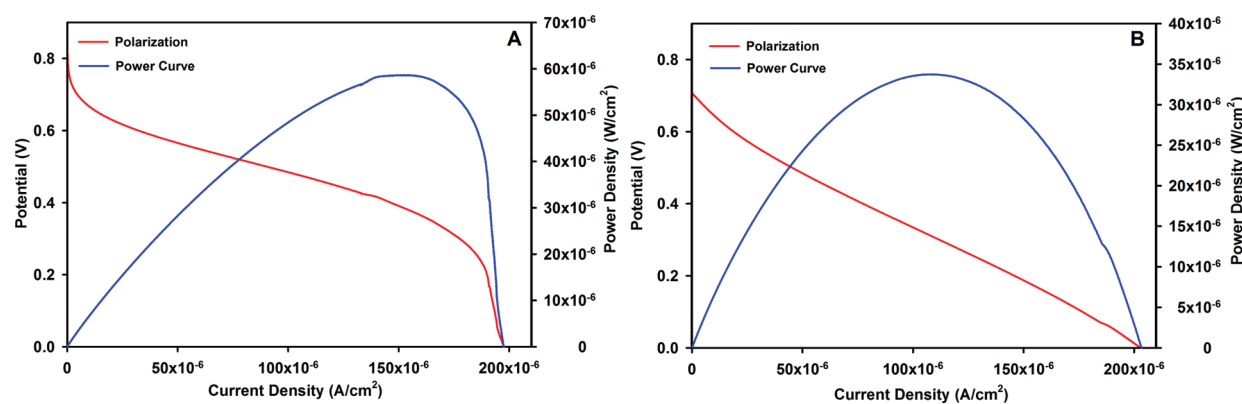 A
Polarization
Power Curve
Potential (V)
0.8
0.6
0.4
0.2
0.0
70x10⁻⁶
60x10⁻⁶
50x10⁻⁶
40x10⁻⁶
30x10⁻⁶
20x10⁻⁶
10x10⁻⁶
0
Power Density (W/cm²)
0 50x10⁻⁶ 100x10⁻⁶ 150x10⁻⁶ 200x10⁻⁶
Current Density (A/cm²)
B
Polarization
Power Curve
Potential (V)
0.8
0.6
0.4
0.2
0.0
40x10⁻⁶
35x10⁻⁶
30x10⁻⁶
25x10⁻⁶
20x10⁻⁶
15x10⁻⁶
10x10⁻⁶
5x10⁻⁶
0
Power Density (W/cm²)
0 50x10⁻⁶ 100x10⁻⁶ 150x10⁻⁶ 200x10⁻⁶
Current Density (A/cm²)